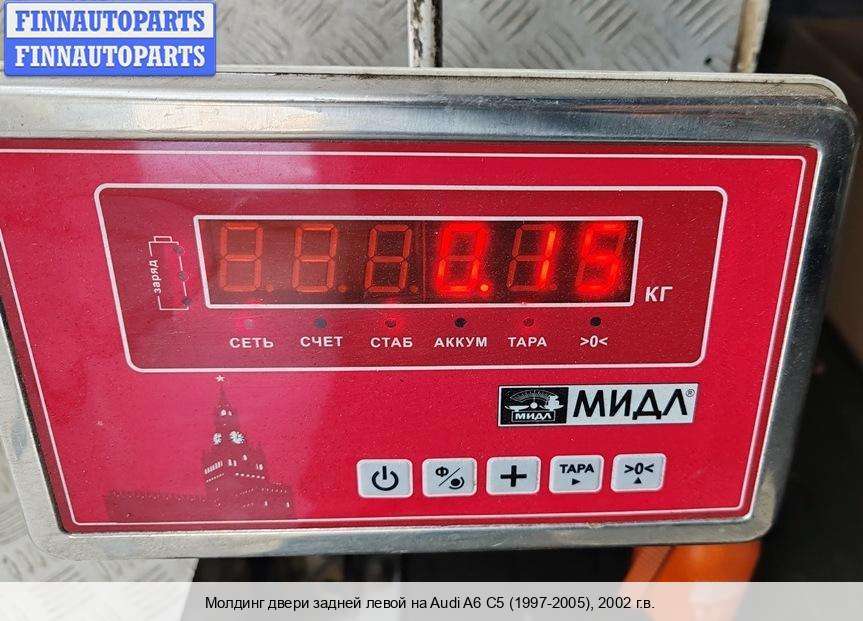 FINNAUTOPARTS
FINNAUTOPARTS
заряд
0.15
КГ
СЕТЬ СЧЕТ СТАБ АККУМ ТАРА >0<
МИДЛ МИДЛ®
Ф/ + ТАРА >0<
Молдинг двери задней левой на Audi A6 C5 (1997-2005), 2002 г.в.